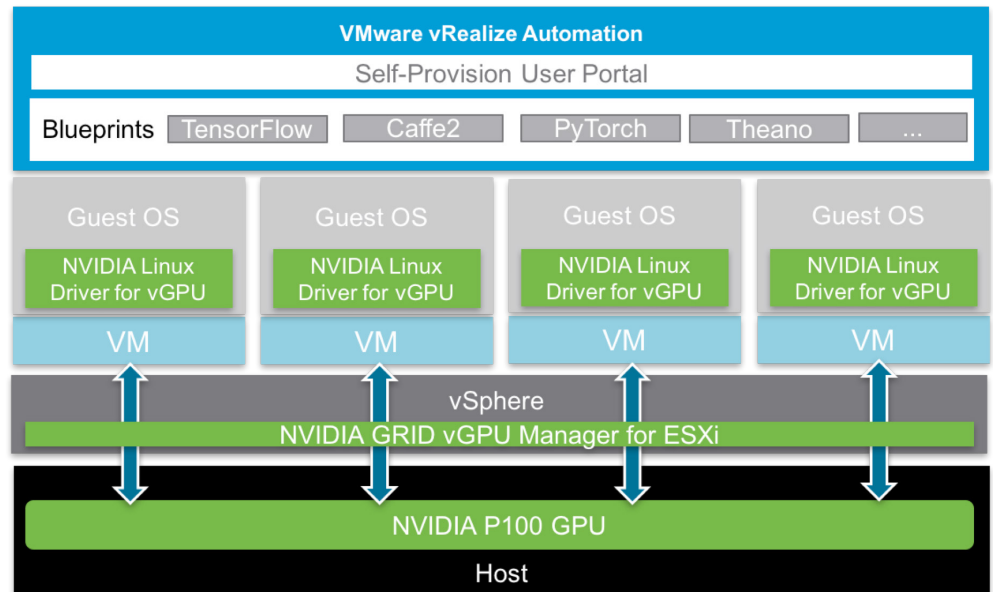 VMware vRealize Automation
Self-Provision User Portal
Blueprints TensorFlow Caffe2 PyTorch Theano ...
Guest OS Guest OS Guest OS Guest OS
NVIDIA Linux NVIDIA Linux NVIDIA Linux NVIDIA Linux
Driver for vGPU Driver for vGPU Driver for vGPU Driver for vGPU
VM VM VM VM
vSphere
NVIDIA GRID vGPU Manager for ESXi
NVIDIA P100 GPU
Host